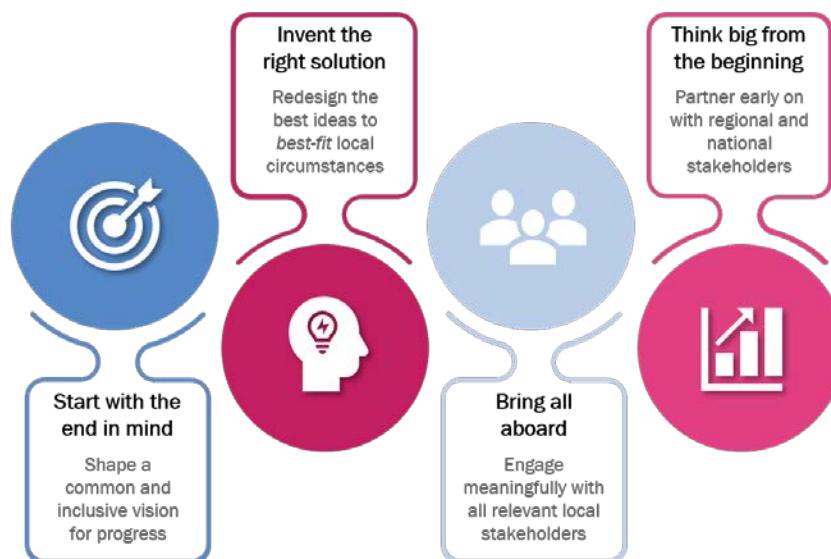 Start with the
end in mind
Shape a
common and
inclusive vision
for progress
Invent the
right solution
Redesign the
best ideas to
best-fit local
circumstances
Bring all
aboard
Engage
meaningfully with
all relevant local
stakeholders
Think big from
the beginning
Partner early on
with regional and
national
stakeholders